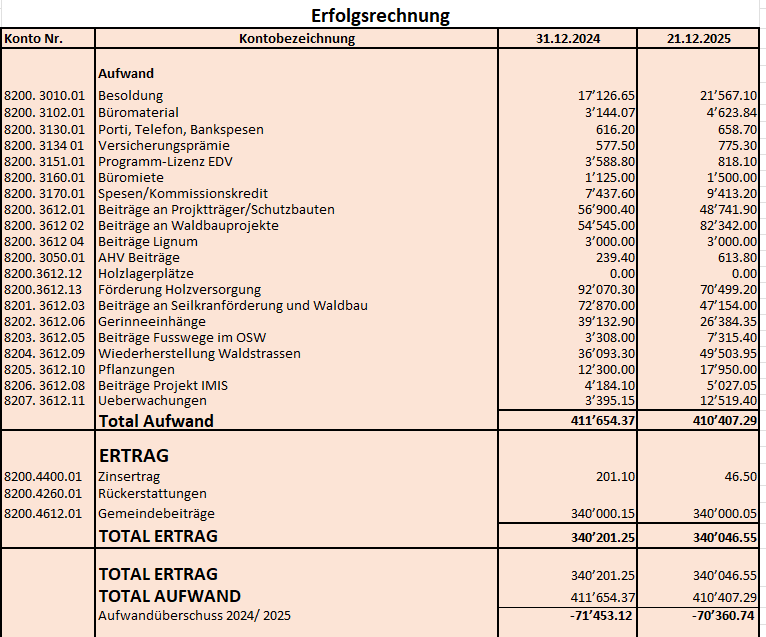 Erfolgsrechnung
Konto Nr. Kontobezeichnung 31.12.2024 21.12.2025
Aufwand
8200. 3010.01 Besoldung 17’126.65 21’567.10
8200. 3102.01 Büromaterial 3’144.07 4’623.84
8200. 3130.01 Porti, Telefon, Bankspesen 616.20 658.70
8200. 3134 01 Versicherungsprämie 577.50 775.30
8200. 3151.01 Programm-Lizenz EDV 3’588.80 818.10
8200. 3160.01 Büromiete 1’125.00 1’500.00
8200. 3170.01 Spesen/Kommissionskredit 7’437.60 9’413.20
8200. 3612.01 Beiträge an Projktträger/Schutzbauten 56’900.40 48’741.90
8200. 3612 02 Beiträge an Waldbauprojekte 54’545.00 82’342.00
8200. 3612 04 Beiträge Lignum 3’000.00 3’000.00
8200. 3050.01 AHV Beiträge 239.40 613.80
8200.3612.12 Holzlagerplätze 0.00 0.00
8200.3612.13 Förderung Holzversorgung 92’070.30 70’499.20
8201. 3612.03 Beiträge an Seilkranförderung und Waldbau 72’870.00 47’154.00
8202. 3612.06 Gerinneeinhänge 39’132.90 26’384.35
8203. 3612.05 Beiträge Fusswege im OSW 3’308.00 7’315.40
8204. 3612.09 Wiederherstellung Waldstrassen 36’093.30 49’503.95
8205. 3612.10 Pflanzungen 12’300.00 17’950.00
8206. 3612.08 Beiträge Projekt IMIS 4’184.10 5’027.05
8207. 3612.11 Ueberwachungen 3’395.15 12’519.40
Total Aufwand 411’654.37 410’407.29
ERTRAG
8200.4400.01 Zinsertrag 201.10 46.50
8200.4260.01 Rückerstattungen
8200.4612.01 Gemeindebeiträge 340’000.15 340’000.05
TOTAL ERTRAG 340’201.25 340’046.55
TOTAL ERTRAG 340’201.25 340’046.55
TOTAL AUFWAND 411’654.37 410’407.29
Aufwandüberschuss 2024/ 2025 -71’453.12 -70’360.74